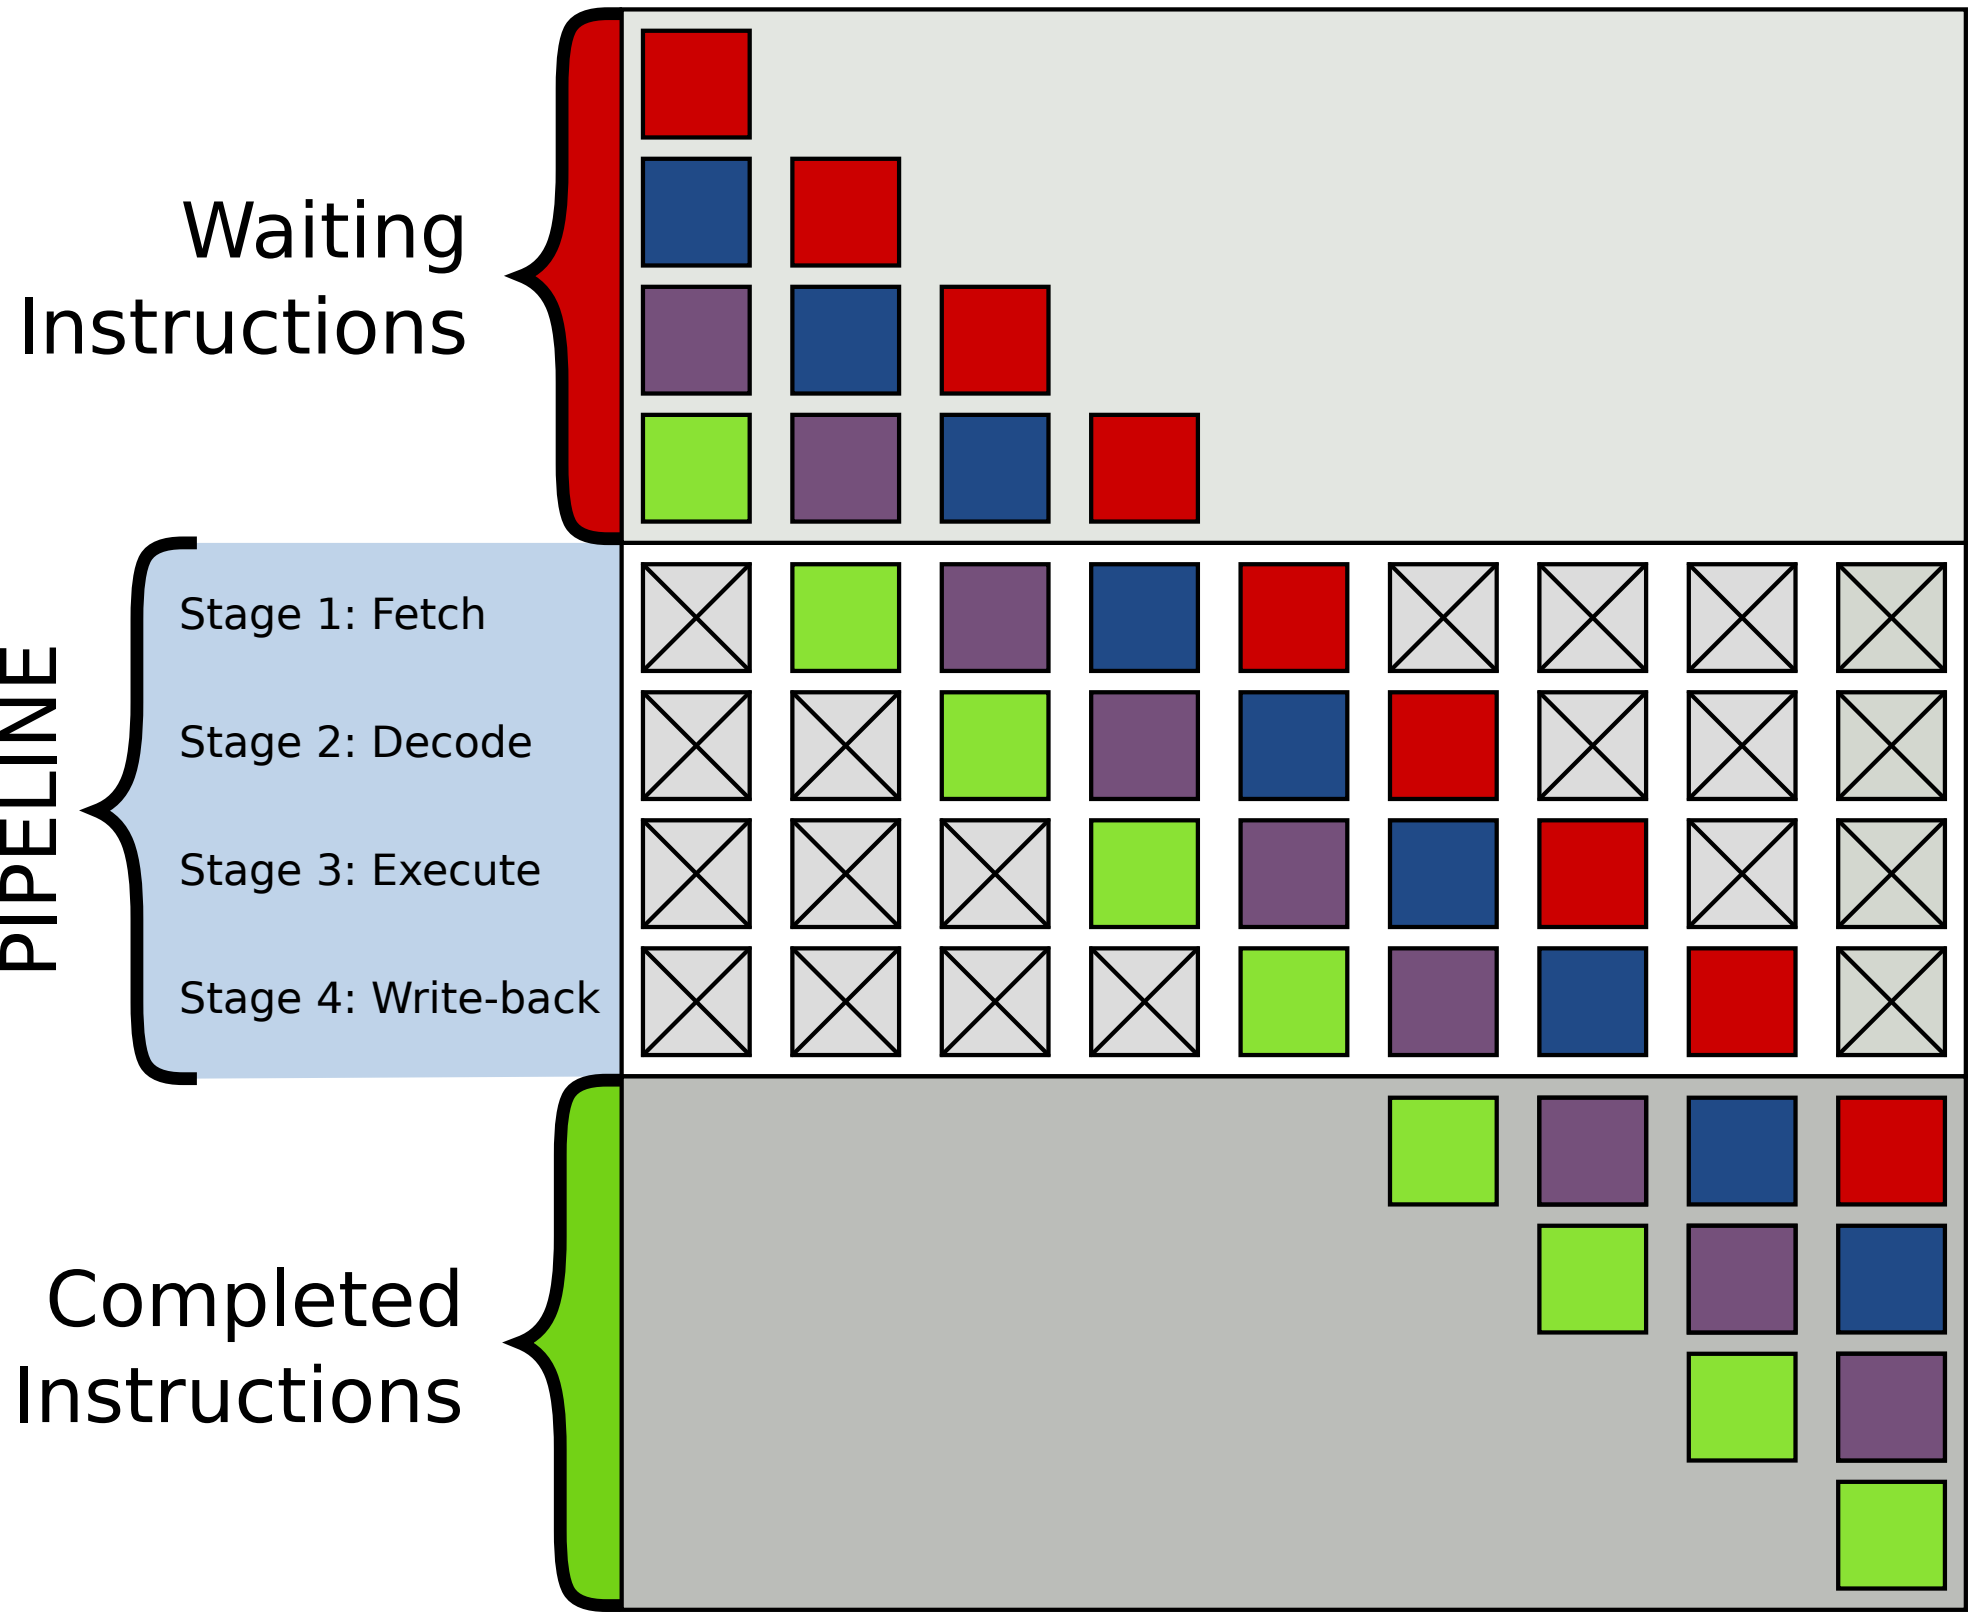 Waiting
Instructions
PIPELINE
Stage 1: Fetch
Stage 2: Decode
Stage 3: Execute
Stage 4: Write-back
Completed
Instructions